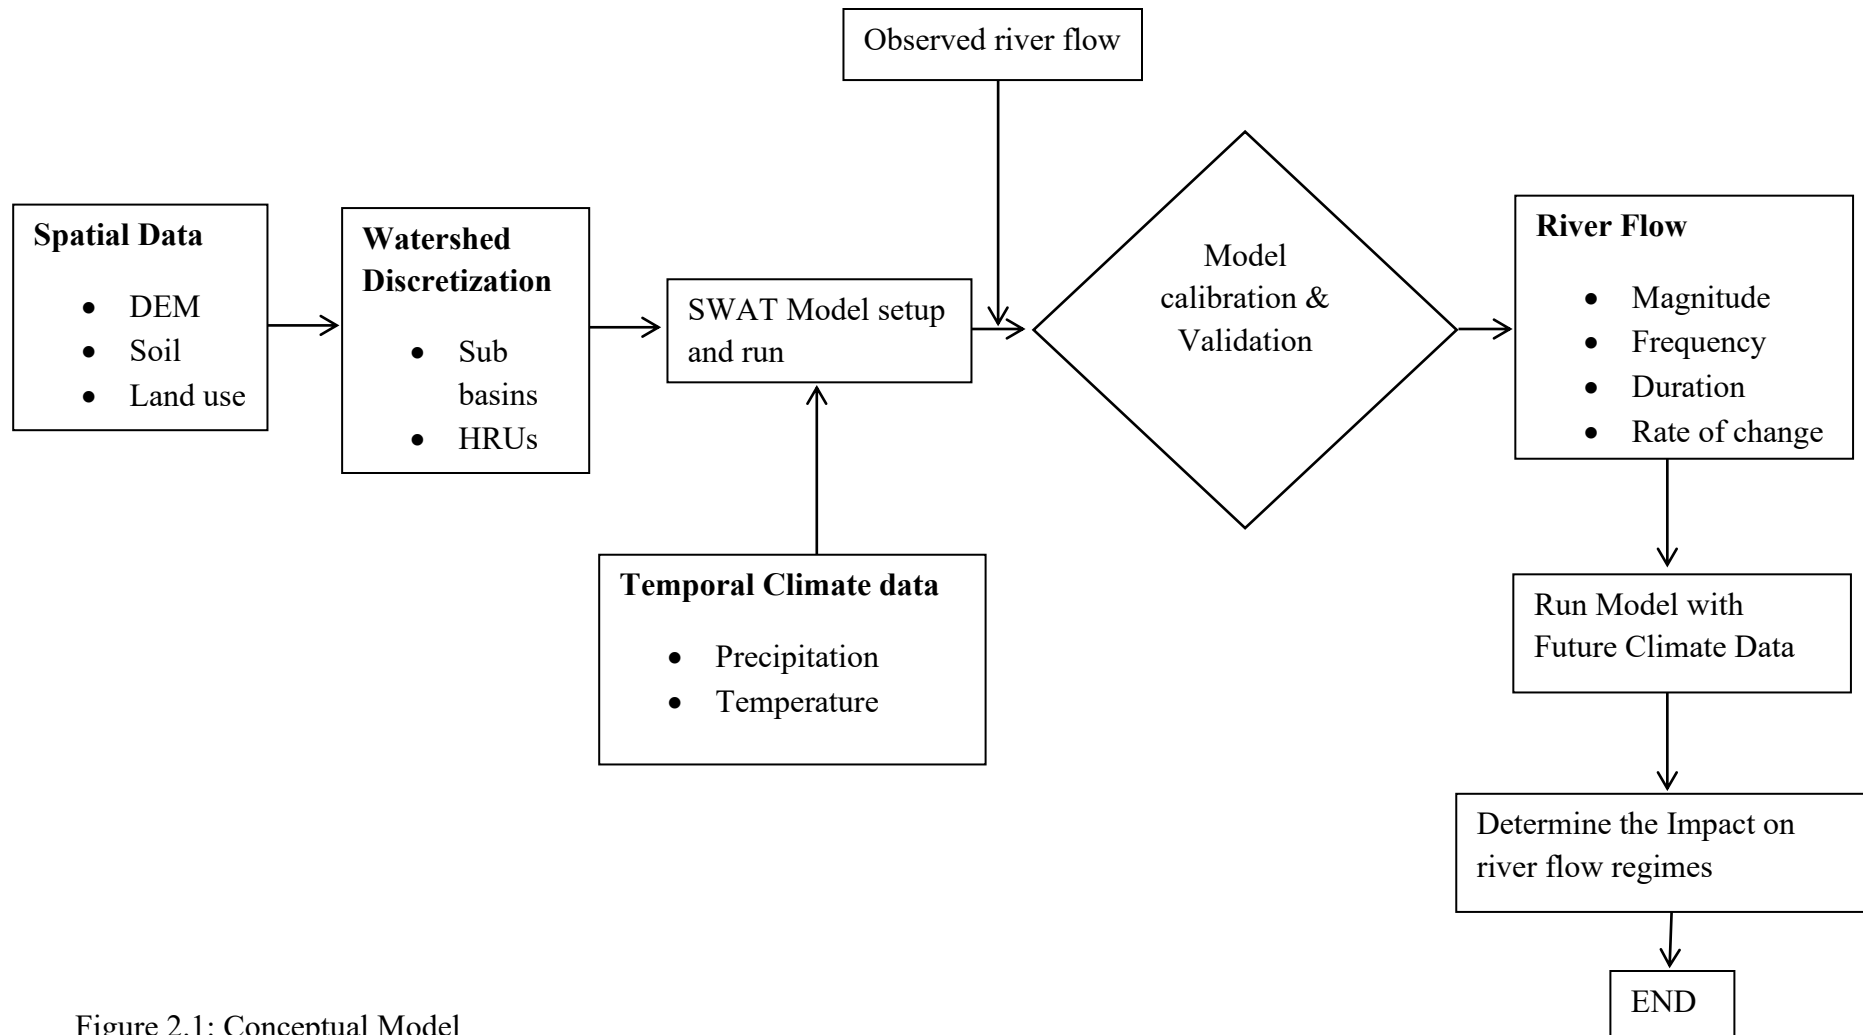 Observed river flow
Spatial Data
• DEM
• Soil
• Land use
Watershed
Discretization
• Sub
basins
• HRUs
SWAT Model setup
and run
Temporal Climate data
• Precipitation
• Temperature
Model
calibration &
Validation
River Flow
• Magnitude
• Frequency
• Duration
• Rate of change
Run Model with
Future Climate Data
Determine the Impact on
river flow regimes
END
Figure 2.1: Conceptual Model